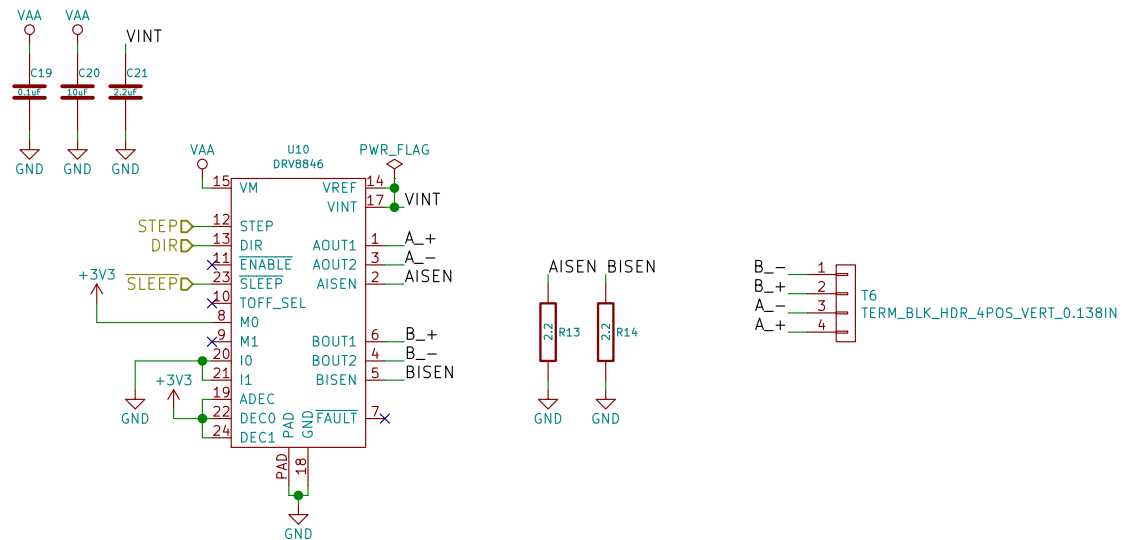 VAA
VAA
VINT
C19
0.1uF
C20
10uF
C21
2.2uF
GND
GND
GND
VAA
U10
DRV8846
PWR_FLAG
15
VM
VREF
14
VINT
17
VINT
STEP
12
STEP
DIR
13
DIR
AOUT1
1
A_+
11
ENABLE
AOUT2
3
A_-
+3V3
SLEEP
23
SLEEP
AISEN
2
AISEN
10
TOFF_SEL
8
M0
9
M1
BOUT1
6
B_+
20
I0
BOUT2
4
B_-
21
I1
BISEN
5
BISEN
+3V3
GND
19
ADEC
22
DEC0
FAULT
7
24
DEC1
PAD
GND
PAD
18
GND
AISEN
BISEN
2.2
R13
2.2
R14
GND
GND
B_-
1
B_+
2
A_-
3
A_+
4
T6
TERM_BLK_HDR_4POS_VERT_0.138IN